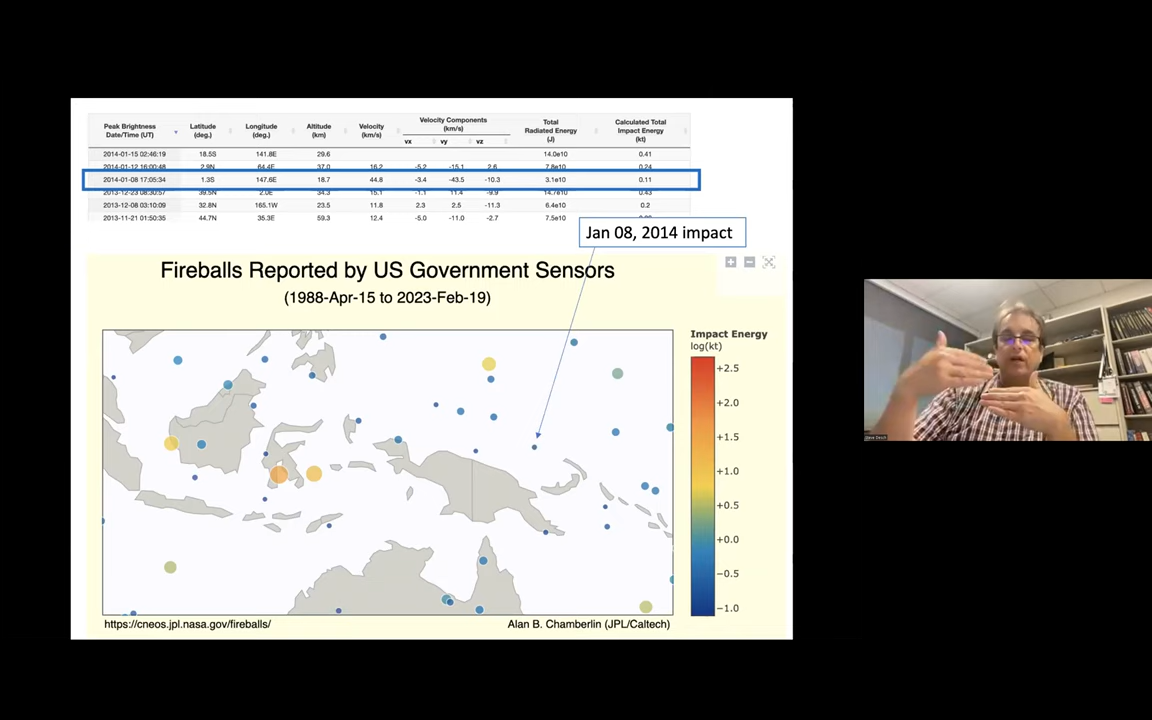 Peak Brightness Date/Time (UT) Latitude (deg.) Longitude (deg.) Altitude (km) Velocity (km/s) Velocity Components (km/s) vx vy vz Total Radiated Energy (J) Calculated Total Impact Energy (kt)
2014-01-15 02:46:19 18.5S 141.8E 29.6 14.0e10 0.41
2014-01-12 16:00:48 2.9N 64.4E 37.0 16.2 -5.2 -15.1 2.6 7.8e10 0.24
2014-01-08 17:05:34 1.3S 147.6E 18.7 44.8 -3.4 -43.5 -10.3 3.1e10 0.11
2013-12-23 08:30:57 39.5N 2.0E 34.3 15.1 -1.1 11.4 -9.9 14.7e10 0.43
2013-12-08 03:10:09 32.8N 165.1W 23.5 11.8 2.3 2.5 -11.3 6.4e10 0.2
2013-11-21 01:50:35 44.7N 35.3E 59.3 12.4 -5.0 -11.0 -2.7 7.5e10
Jan 08, 2014 impact
Fireballs Reported by US Government Sensors
(1988-Apr-15 to 2023-Feb-19)
Impact Energy
log(kt)
+2.5
+2.0
+1.5
+1.0
+0.5
+0.0
−0.5
−1.0
https://cneos.jpl.nasa.gov/fireballs/
Alan B. Chamberlin (JPL/Caltech)